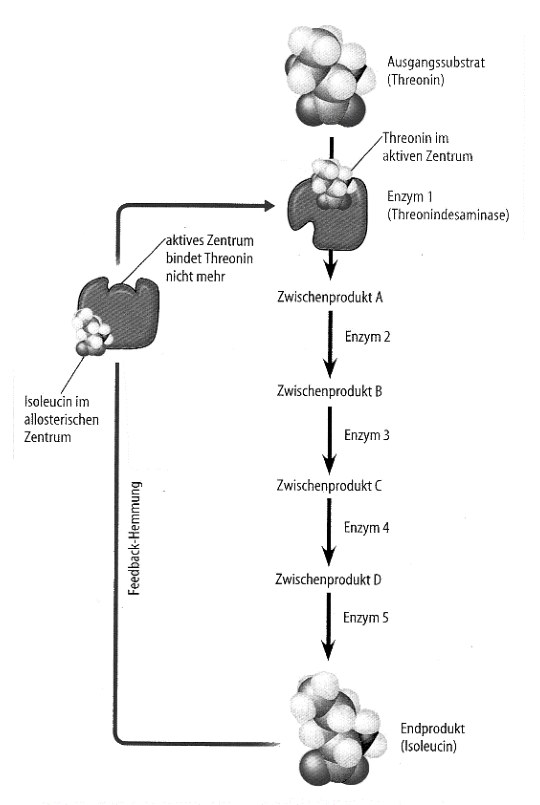 Ausgangssubstrat
(Threonin)
Threonin im
aktiven Zentrum
Enzym 1
(Threonindesaminase)
aktives Zentrum
bindet Threonin
nicht mehr
Zwischenprodukt A
Enzym 2
Isoleucin im
allosterischen
Zentrum
Zwischenprodukt B
Enzym 3
Zwischenprodukt C
Feedback-Hemmung
Enzym 4
Zwischenprodukt D
Enzym 5
Endprodukt
(Isoleucin)